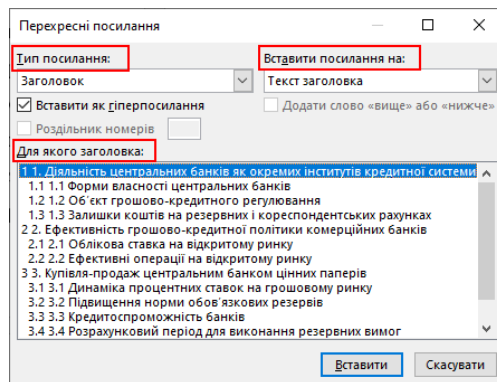 Перехресні посилання
Тип посилання: Вставити посилання на:
Заголовок Текст заголовка
Вставити як гіперпосилання Додати слово «вище» або «нижче»
Роздільник номерів
Для якого заголовка:
1 1. Діяльність центральних банків як окремих інститутів кредитної системи
1.1 1.1 Форми власності центральних банків
1.2 1.2 Об'єкт грошово-кредитного регулювання
1.3 1.3 Залишки коштів на резервних і кореспондентських рахунках
2 2. Ефективність грошово-кредитної політики комерційних банків
2.1 2.1 Облікова ставка на відкритому ринку
2.2 2.2 Ефективні операції на відкритому ринку
3 3. Купівля-продаж центральним банком цінних паперів
3.1 3.1 Динаміка процентних ставок на грошовому ринку
3.2 3.2 Підвищення норми обов'язкових резервів
3.3 3.3 Кредитоспроможність банків
3.4 3.4 Розрахунковий період для виконання резервних вимог
Вставити Скасувати